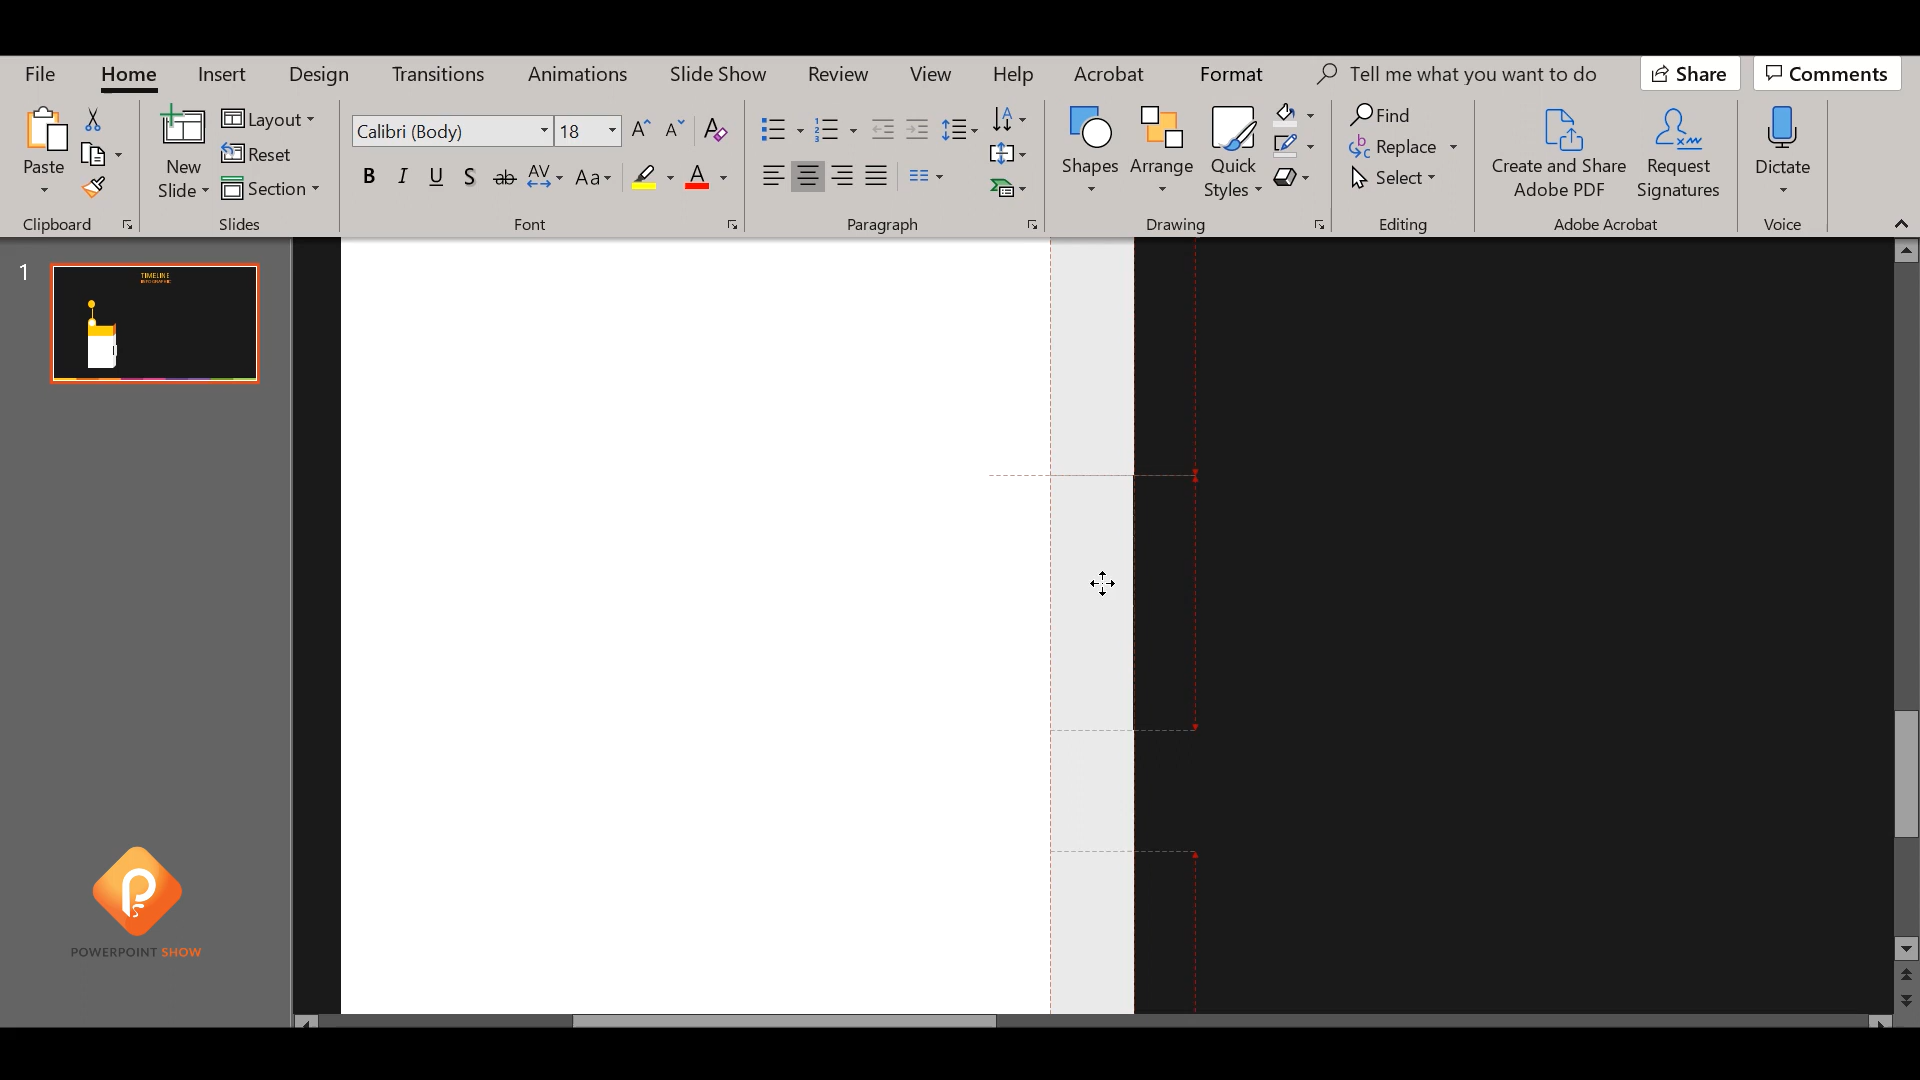 File Home Insert Design Transitions Animations Slide Show Review View Help Acrobat Format Tell me what you want to do Share Comments
Paste
New Slide
Layout
Reset
Section
Calibri (Body) 18
B I U S ab AV Aa A
Shapes
Arrange
Quick Styles
Find
Replace
Select
Create and Share Adobe PDF
Request Signatures
Dictate
Clipboard Slides Font Paragraph Drawing Editing Adobe Acrobat Voice
1
TIMELINE
INFOGRAPHIC
POWERPOINT SHOW